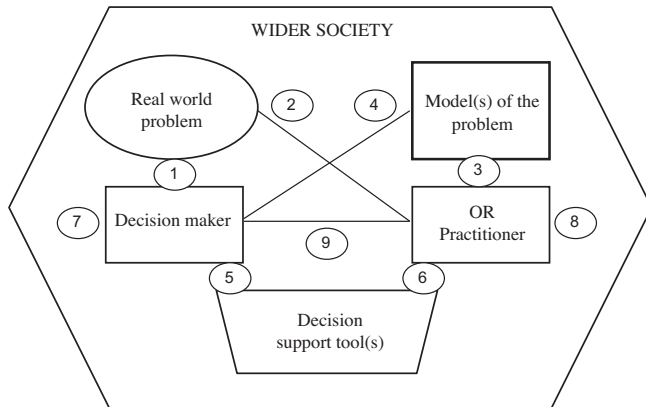 WIDER SOCIETY
Real world
problem
2
4
Model(s) of the
problem
1
3
7
Decision maker
9
OR
Practitioner
8
5
6
Decision
support tool(s)